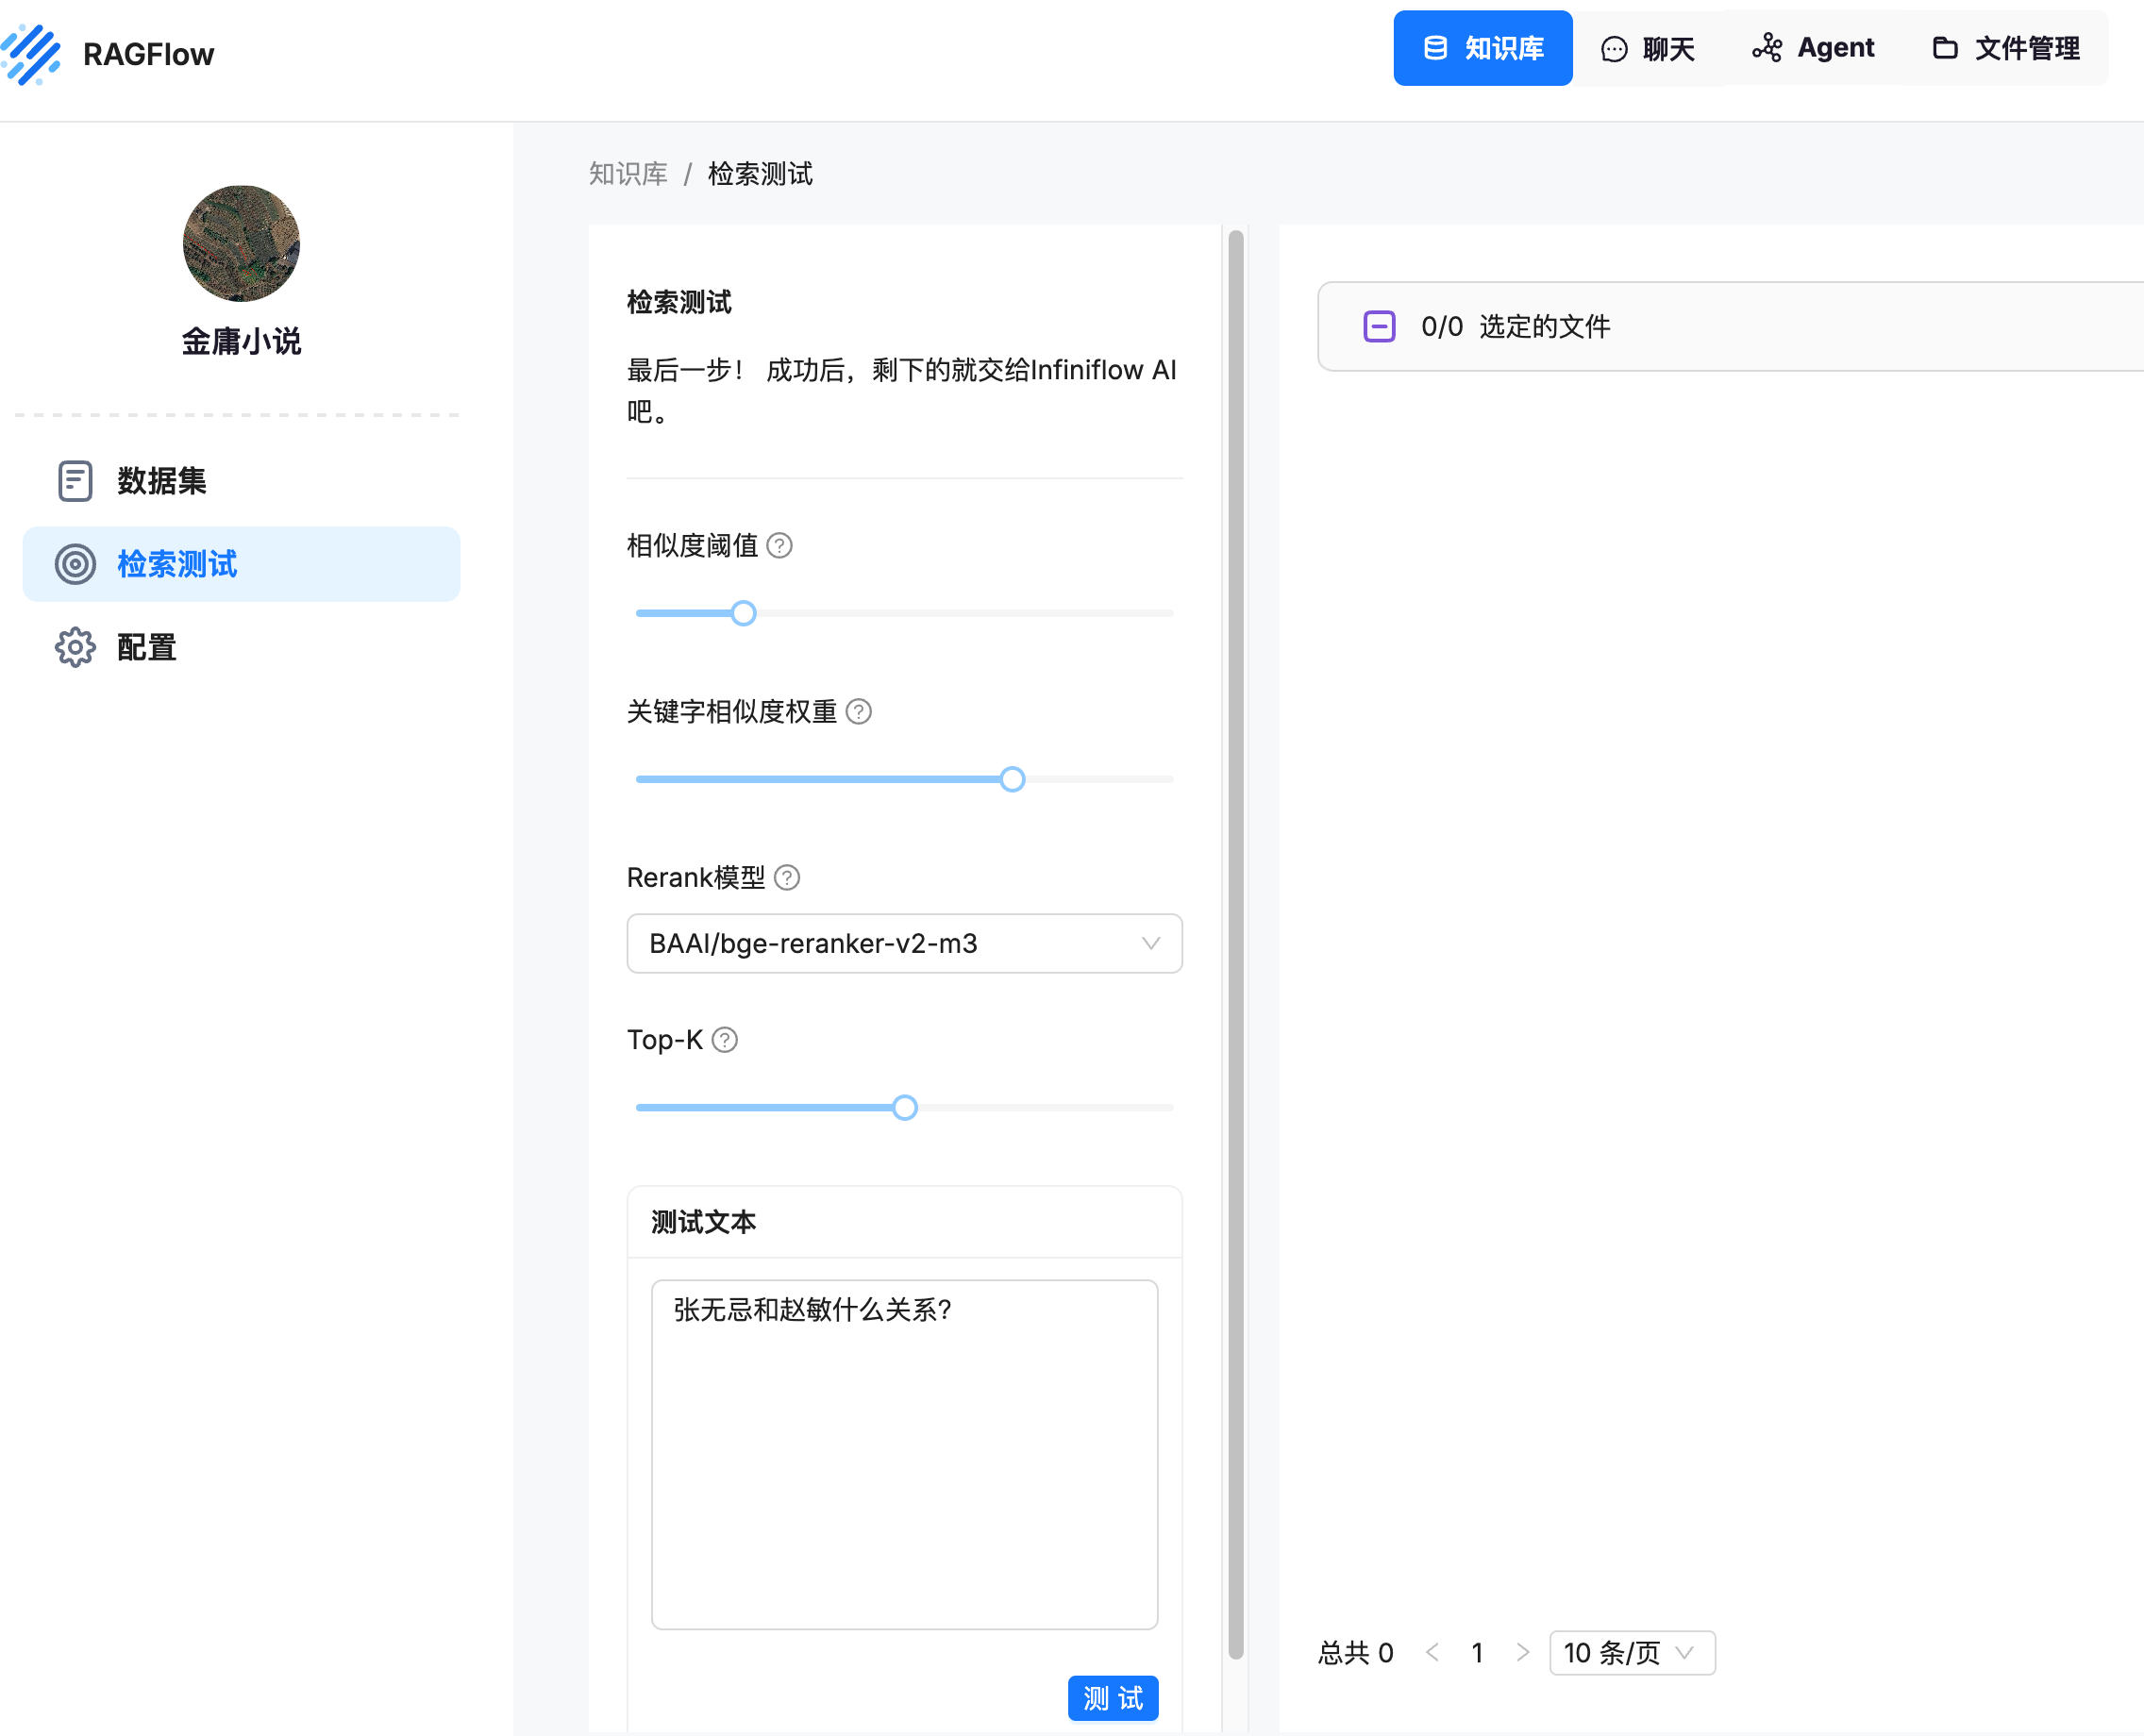 RAGFlow
知识库
聊天
Agent
文件管理
金庸小说
数据集
检索测试
配置
知识库 / 检索测试
检索测试
最后一步！ 成功后，剩下的就交给Infiniflow AI
吧。
相似度阈值
关键字相似度权重
Rerank模型
BAAI/bge-reranker-v2-m3
Top-K
测试文本
张无忌和赵敏什么关系?
测 试
0/0 选定的文件
总共 0 < 1 > 10 条/页